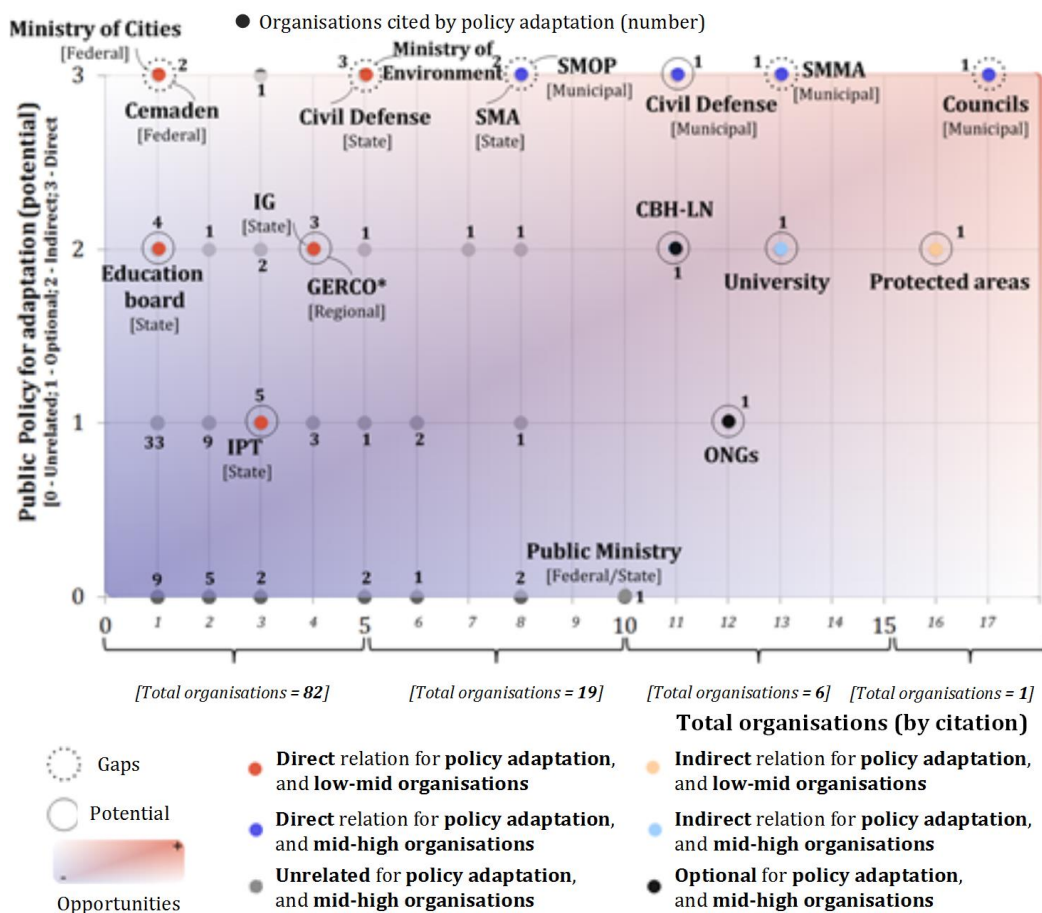 Organisations cited by policy adaptation (number)
Ministry of Cities
[Federal]
2
Cemaden
[Federal]
1
3
Ministry of
Environment
Civil Defense
[State]
2
SMOP
[Municipal]
SMA
[State]
1
Civil Defense
[Municipal]
1
SMMA
[Municipal]
1
Councils
[Municipal]
3
Public Policy for adaptation (potential)
[0 - Unrelated; 1 - Optional; 2 - Indirect; 3 - Direct
IG
[State]
4
1
2
3
1
1
1
CBH-LN
1
1
1
2
Education
board
[State]
GERCO*
[Regional]
University
Protected areas
1
33
9
5
IPT
[State]
3
1
2
1
1
ONGs
Public Ministry
[Federal/State]
0
9
5
2
2
1
2
1
0 1 2 3 4 5 6 7 8 9 10 11 12 13 14 15 16 17
[Total organisations = 82]
[Total organisations = 19]
[Total organisations = 6]
[Total organisations = 1]
Total organisations (by citation)
Gaps
Potential
+
-
Opportunities
Direct relation for policy adaptation,
and low-mid organisations
Direct relation for policy adaptation,
and mid-high organisations
Unrelated for policy adaptation,
and mid-high organisations
Indirect relation for policy adaptation,
and low-mid organisations
Indirect relation for policy adaptation,
and mid-high organisations
Optional for policy adaptation,
and mid-high organisations